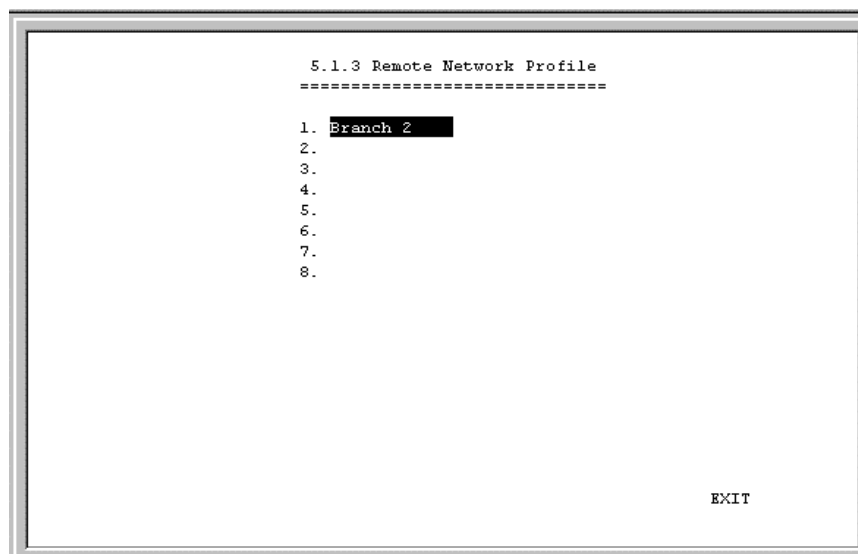 5.1.3 Remote Network Profile
==============================
1. Branch 2
2.
3.
4.
5.
6.
7.
8.
EXIT